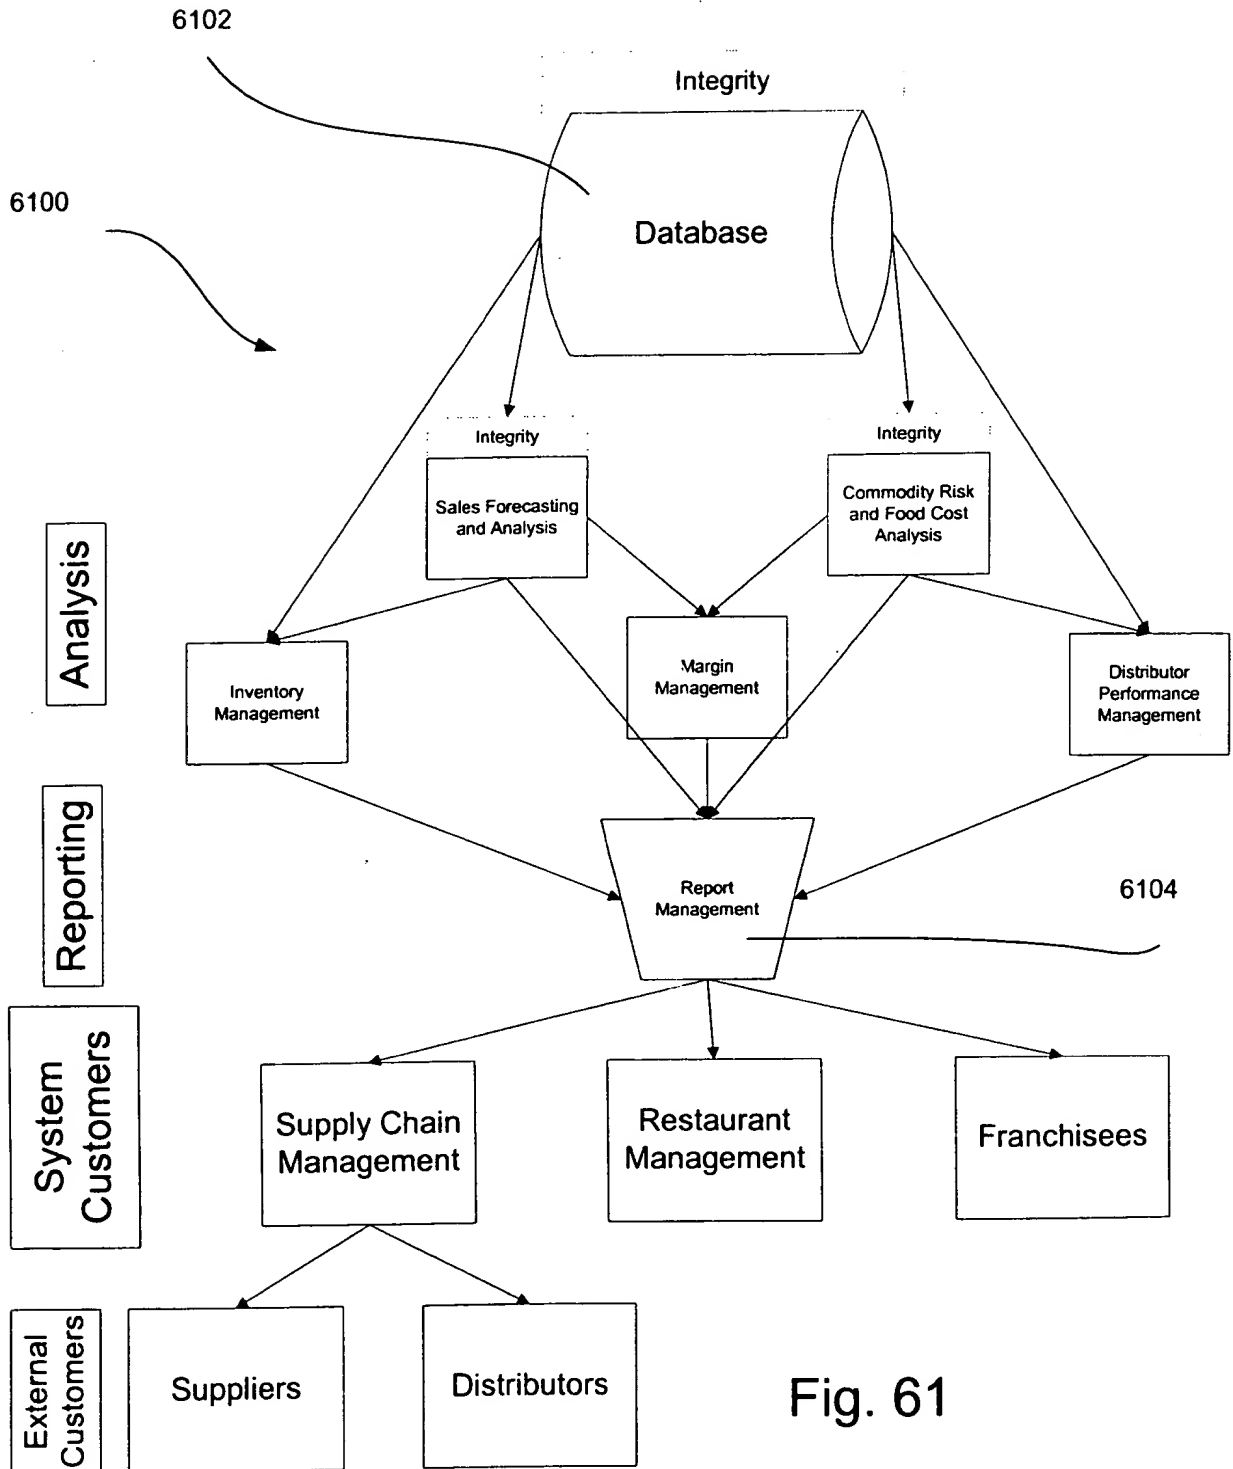 6102
Integrity
6100
Database
Integrity
Integrity
Sales Forecasting
and Analysis
Commodity Risk
and Food Cost
Analysis
Analysis
Inventory
Management
Margin
Management
Distributor
Performance
Management
Reporting
Report
Management
6104
System
Customers
Supply Chain
Management
Restaurant
Management
Franchisees
External
Customers
Suppliers
Distributors
Fig. 61